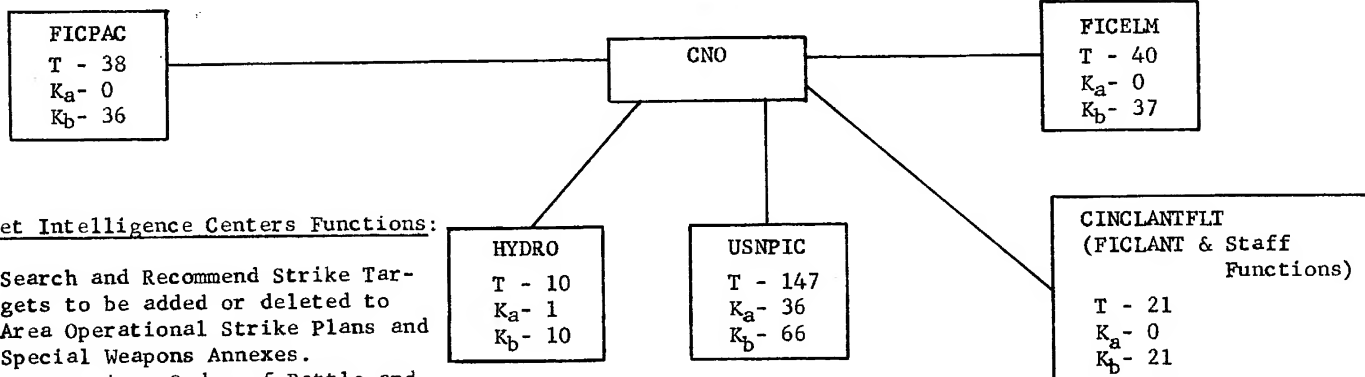 FICPAC
T - 38
Ka- 0
Kb- 36
CNO
FICELM
T - 40
Ka- 0
Kb- 37
et Intelligence Centers Functions:
Search and Recommend Strike Tar-
gets to be added or deleted to
Area Operational Strike Plans and
Special Weapons Annexes.
HYDRO
T - 10
Ka- 1
Kb- 10
USNPIC
T - 147
Ka- 36
Kb- 66
CINCLANTFLT
(FICLANT & Staff
Functions)
T - 21
Ka- 0
Kb- 21